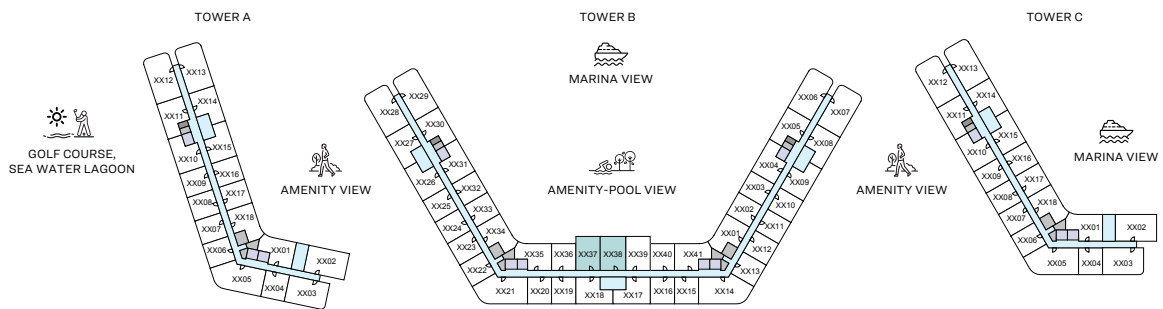 TOWER A
XX12
XX13
XX11
XX14
XX10
XX15
XX09
XX16
XX08
XX17
XX07
XX18
XX06
XX01
XX05
XX02
XX04
XX03
GOLF COURSE,
SEA WATER LAGOON
AMENITY VIEW
TOWER B
MARINA VIEW
AMENITY-POOL VIEW
XX29
XX28
XX30
XX27
XX31
XX26
XX32
XX25
XX33
XX24
XX34
XX23
XX22
XX35
XX36
XX37
XX38
XX39
XX40
XX41
XX21
XX20
XX19
XX18
XX17
XX16
XX15
XX14
XX06
XX07
XX05
XX08
XX04
XX09
XX03
XX10
XX02
XX11
XX01
XX12
XX13
AMENITY VIEW
TOWER C
MARINA VIEW
XX12
XX13
XX11
XX14
XX10
XX15
XX09
XX16
XX08
XX17
XX07
XX18
XX06
XX01
XX02
XX05
XX04
XX03